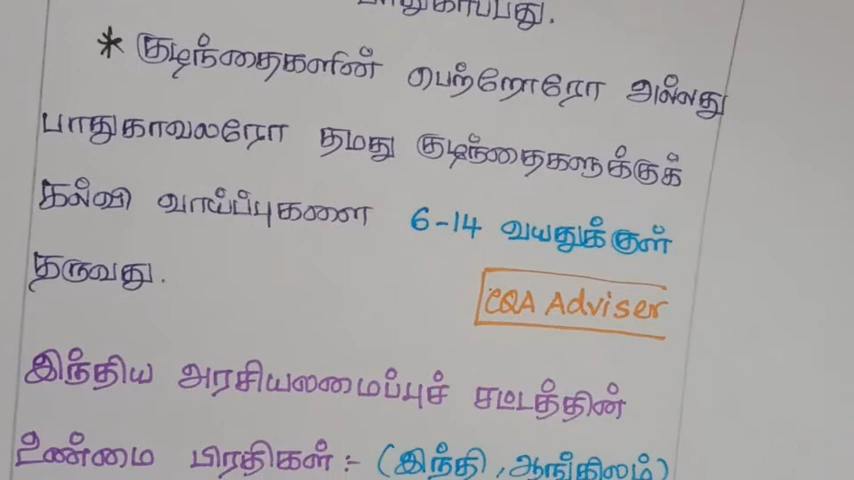 பாதுகாப்பது.
* குழந்தைகளின் பெற்றோரோ அல்லது
பாதுகாவலரோ தமது குழந்தைகளுக்குக்
கல்வி வாய்ப்புகளை 6-14 வயதுக்குள்
தருவது.
CQA Adviser
இந்திய அரசியலமைப்புச் சட்டத்தின்
உண்மை பிரதிகள் :- (இந்தி, ஆங்கிலம்)